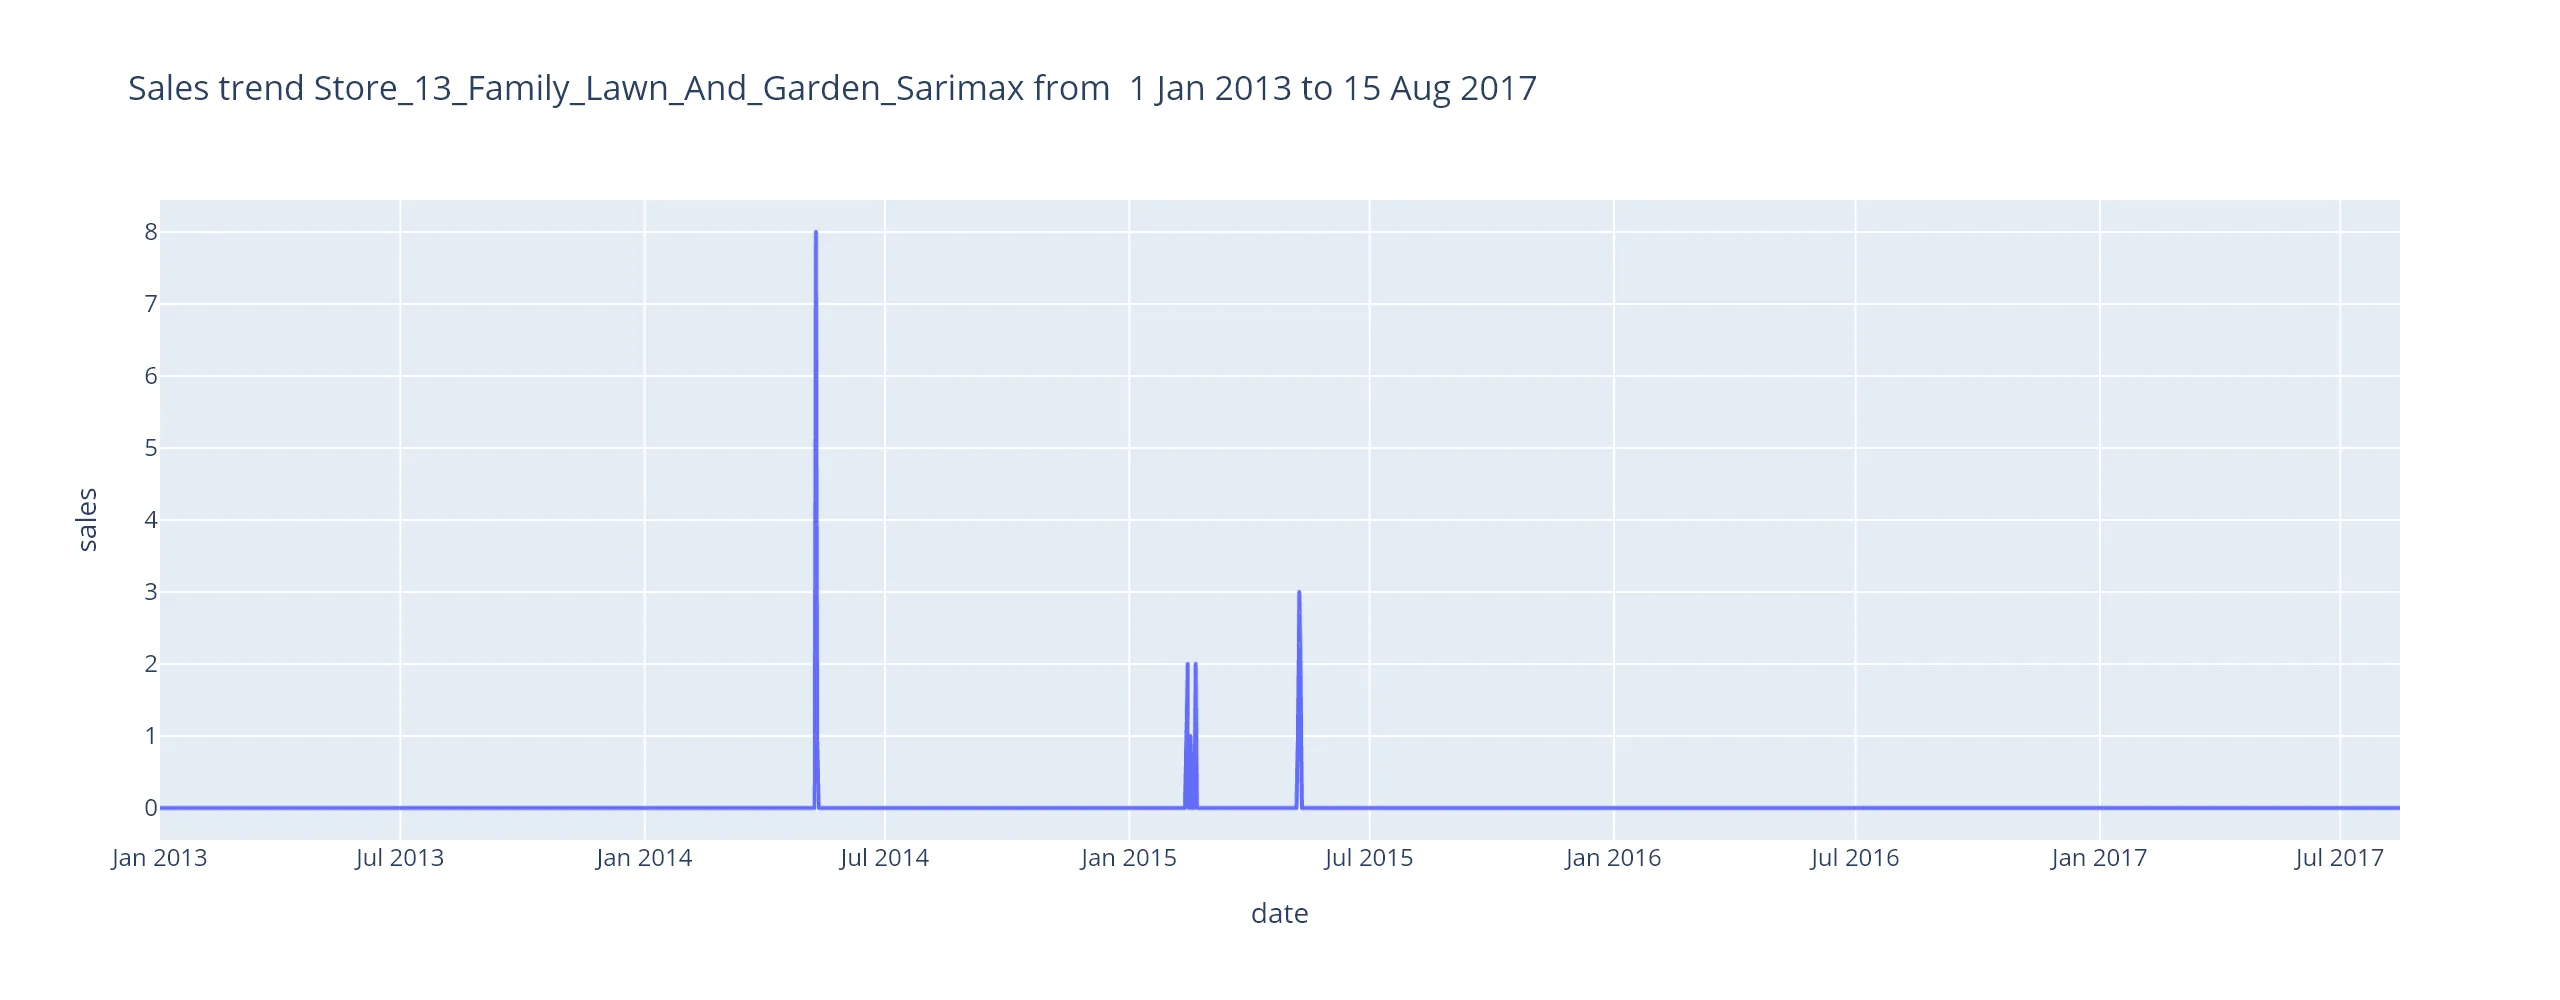 Sales trend Store_13_Family_Lawn_And_Garden_Sarimax from  1 Jan 2013 to 15 Aug 2017
8
7
6
5
4
3
2
1
0
sales
Jan 2013 Jul 2013 Jan 2014 Jul 2014 Jan 2015 Jul 2015 Jan 2016 Jul 2016 Jan 2017 Jul 2017
date